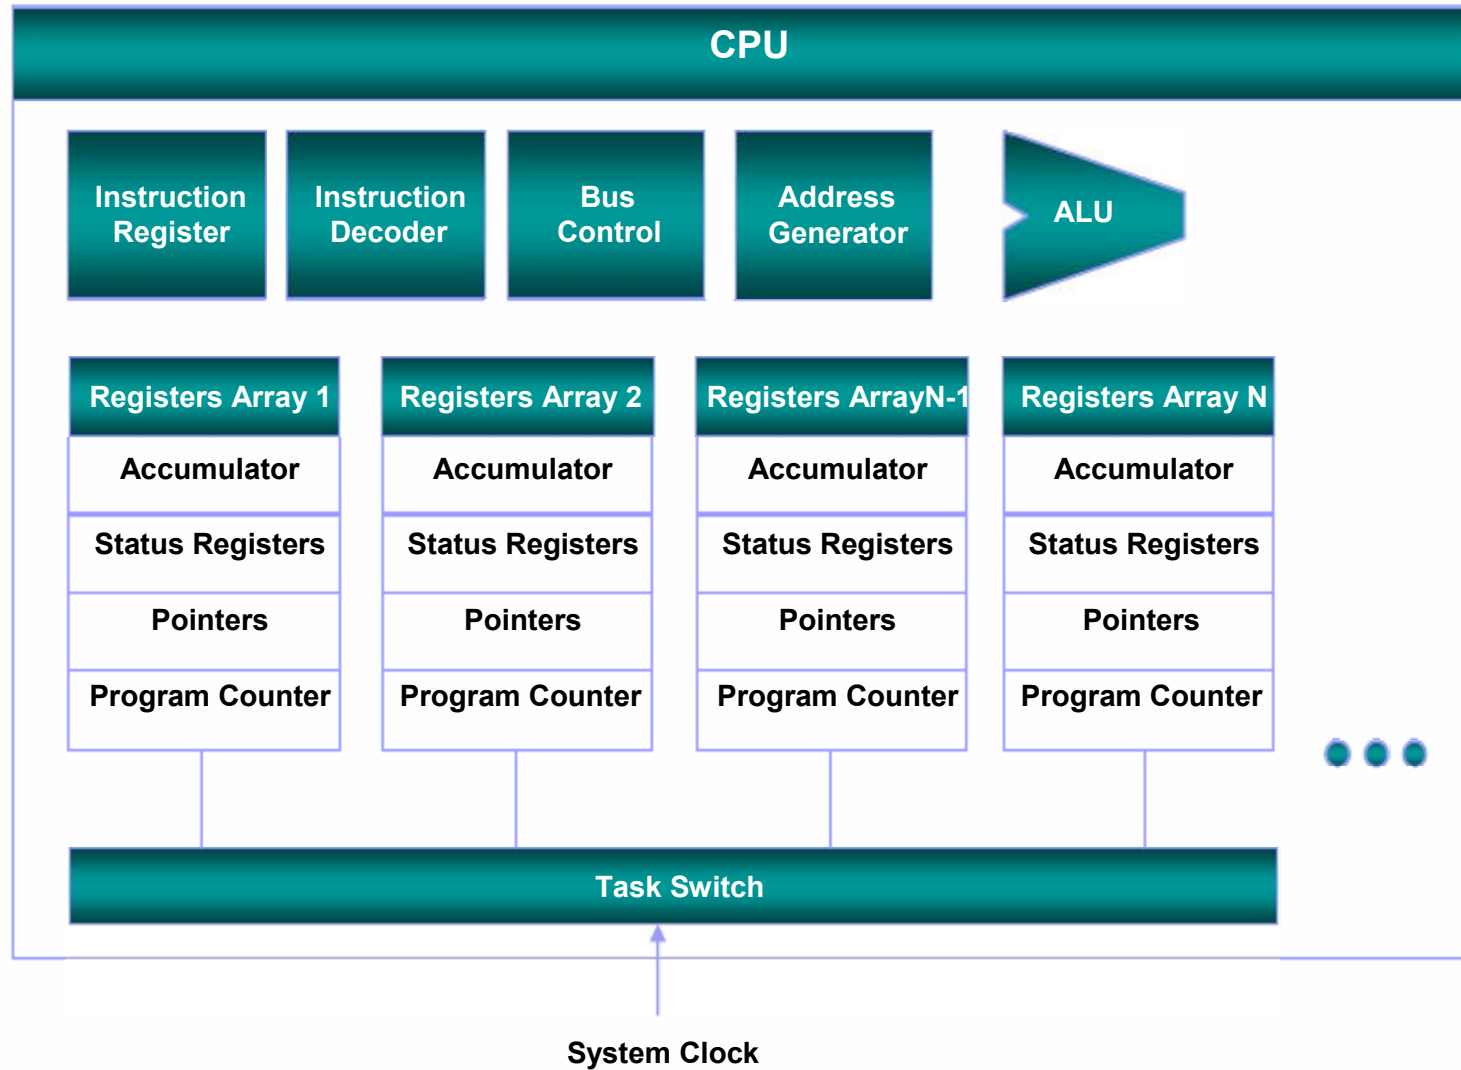 CPU
Instruction
Register
Instruction
Decoder
Bus
Control
Address
Generator
ALU
Registers Array 1
Accumulator
Status Registers
Pointers
Program Counter
Registers Array 2
Accumulator
Status Registers
Pointers
Program Counter
Registers ArrayN-1
Accumulator
Status Registers
Pointers
Program Counter
Registers Array N
Accumulator
Status Registers
Pointers
Program Counter
Task Switch
System Clock